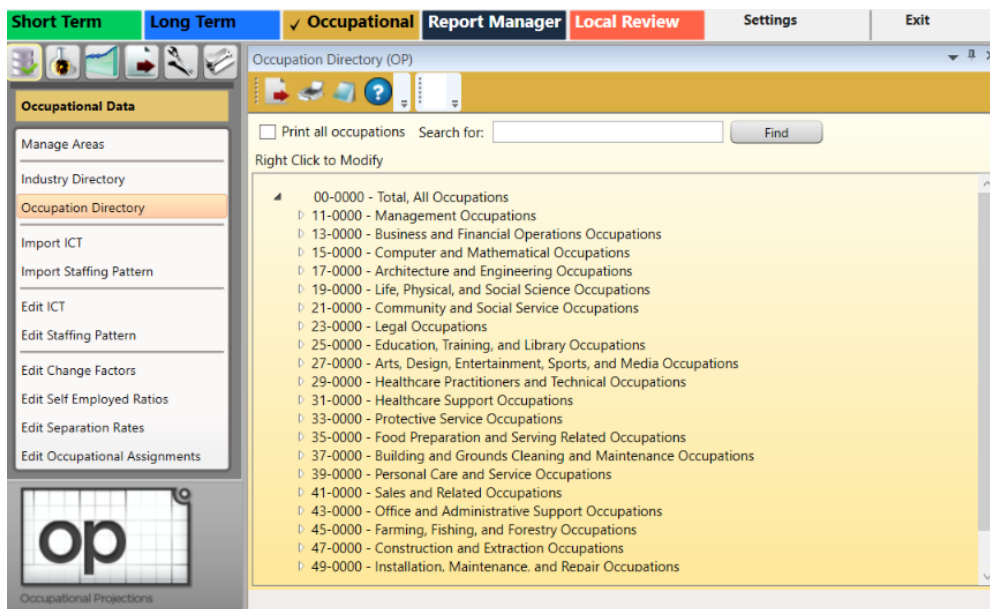 Short Term
Long Term
✓ Occupational
Report Manager
Local Review
Settings
Exit
Occupational Data
Manage Areas
Industry Directory
Occupation Directory
Import ICT
Import Staffing Pattern
Edit ICT
Edit Staffing Pattern
Edit Change Factors
Edit Self Employed Ratios
Edit Separation Rates
Edit Occupational Assignments
op
Occupational Projections
Occupation Directory (OP)
Print all occupations Search for: Find
Right Click to Modify
00-0000 - Total, All Occupations
11-0000 - Management Occupations
13-0000 - Business and Financial Operations Occupations
15-0000 - Computer and Mathematical Occupations
17-0000 - Architecture and Engineering Occupations
19-0000 - Life, Physical, and Social Science Occupations
21-0000 - Community and Social Service Occupations
23-0000 - Legal Occupations
25-0000 - Education, Training, and Library Occupations
27-0000 - Arts, Design, Entertainment, Sports, and Media Occupations
29-0000 - Healthcare Practitioners and Technical Occupations
31-0000 - Healthcare Support Occupations
33-0000 - Protective Service Occupations
35-0000 - Food Preparation and Serving Related Occupations
37-0000 - Building and Grounds Cleaning and Maintenance Occupations
39-0000 - Personal Care and Service Occupations
41-0000 - Sales and Related Occupations
43-0000 - Office and Administrative Support Occupations
45-0000 - Farming, Fishing, and Forestry Occupations
47-0000 - Construction and Extraction Occupations
49-0000 - Installation, Maintenance, and Repair Occupations